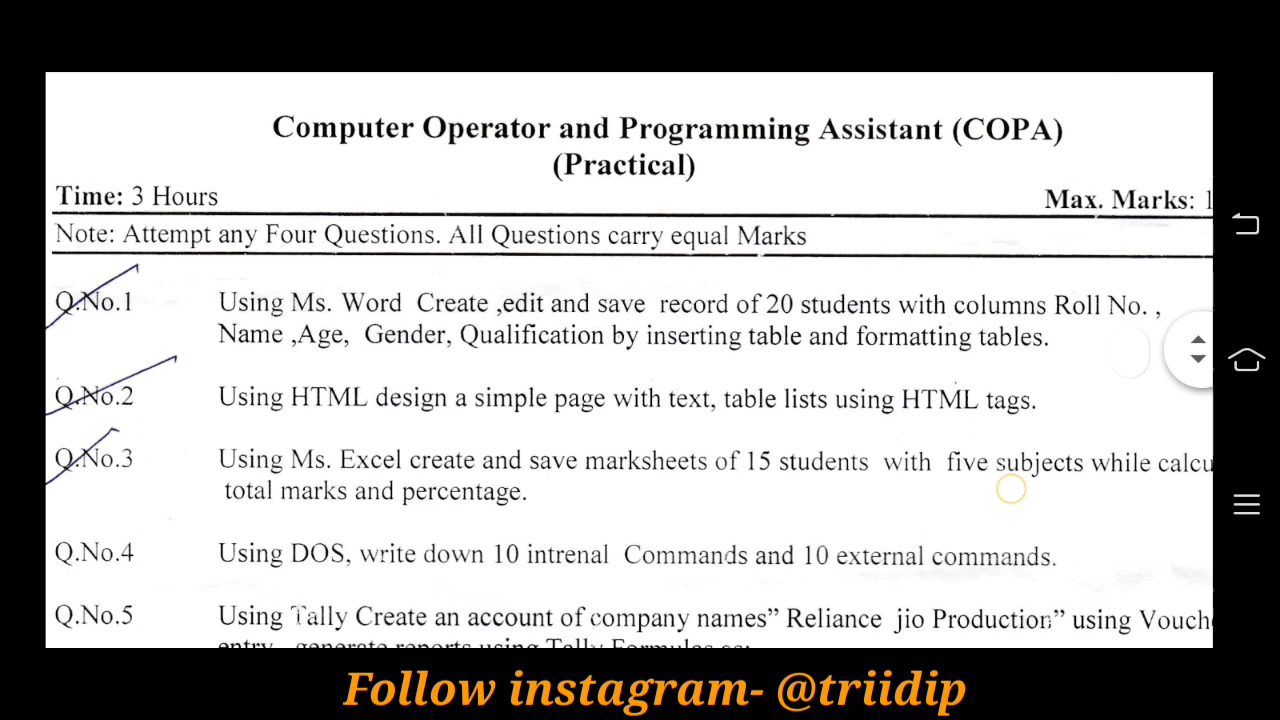 Computer Operator and Programming Assistant (COPA)
(Practical)
Time: 3 Hours
Max. Marks: 1
Note: Attempt any Four Questions. All Questions carry equal Marks
Q.No.1 Using Ms. Word Create ,edit and save record of 20 students with columns Roll No. ,
Name ,Age, Gender, Qualification by inserting table and formatting tables.
Q.No.2 Using HTML design a simple page with text, table lists using HTML tags.
Q.No.3 Using Ms. Excel create and save marksheets of 15 students with five subjects while calcu
total marks and percentage.
Q.No.4 Using DOS, write down 10 intrenal Commands and 10 external commands.
Q.No.5 Using Tally Create an account of company names" Reliance jio Production" using Vouch
entry generate reports using Tally Formulas
Follow instagram- @triidip